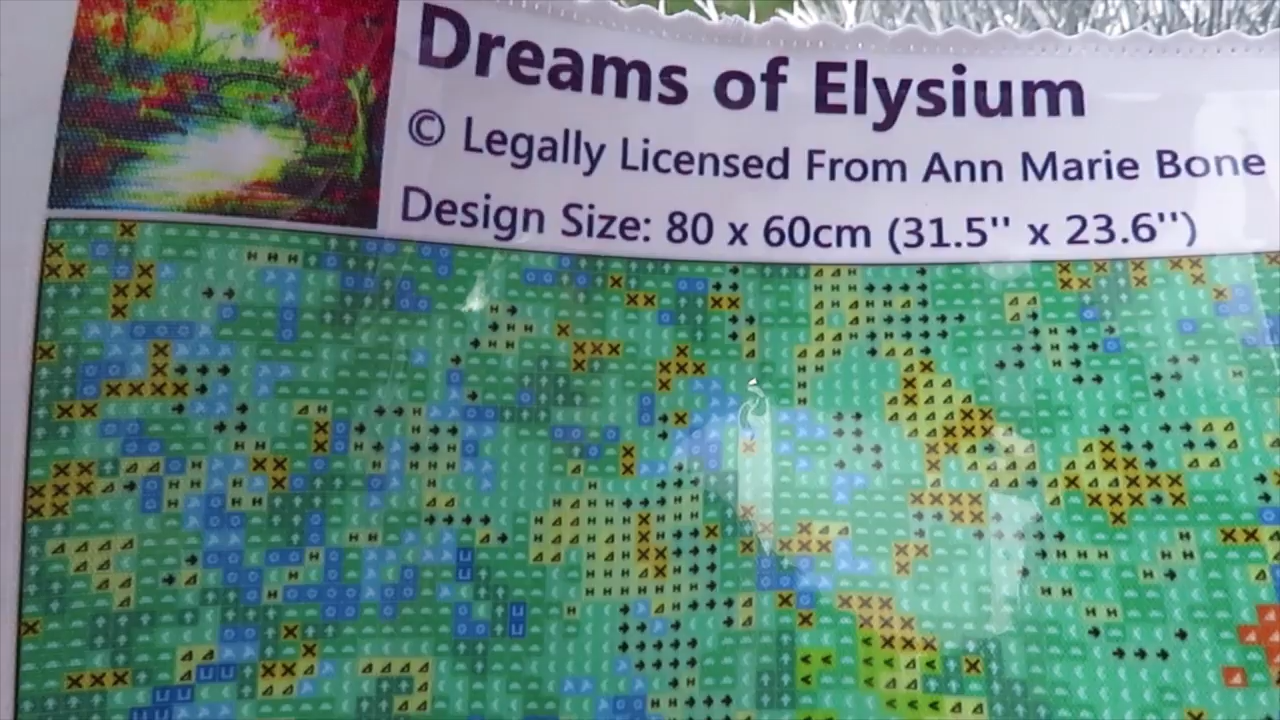 Dreams of Elysium
© Legally Licensed From Ann Marie Bone
Design Size: 80 x 60cm (31.5'' x 23.6'')